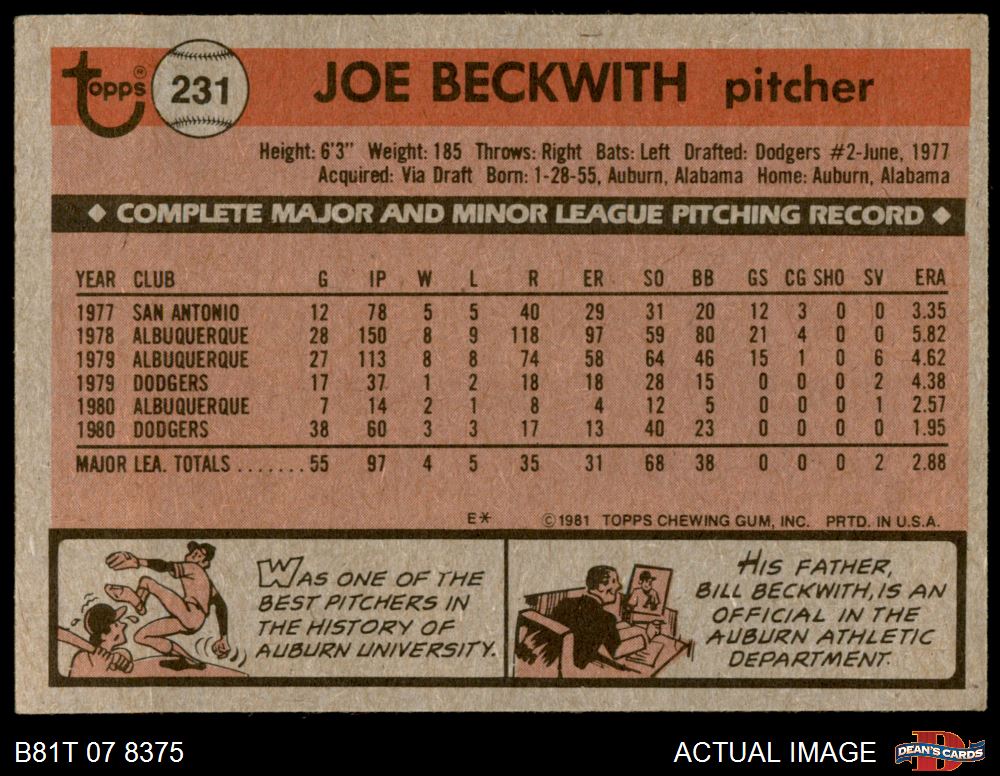 topps® 231 JOE BECKWITH pitcher
Height: 6'3" Weight: 185 Throws: Right Bats: Left Drafted: Dodgers #2-June, 1977
Acquired: Via Draft Born: 1-28-55, Auburn, Alabama Home: Auburn, Alabama
◆ COMPLETE MAJOR AND MINOR LEAGUE PITCHING RECORD ◆
YEAR CLUB G IP W L R ER SO BB GS CG SHO SV ERA
1977 SAN ANTONIO 12 78 5 5 40 29 31 20 12 3 0 0 3.35
1978 ALBUQUERQUE 28 150 8 9 118 97 59 80 21 4 0 0 5.82
1979 ALBUQUERQUE 27 113 8 8 74 58 64 46 15 1 0 6 4.62
1979 DODGERS 17 37 1 2 18 18 28 15 0 0 0 2 4.38
1980 ALBUQUERQUE 7 14 2 1 8 4 12 5 0 0 0 1 2.57
1980 DODGERS 38 60 3 3 17 13 40 23 0 0 0 0 1.95
MAJOR LEA. TOTALS ....... 55 97 4 5 35 31 68 38 0 0 0 2 2.88
E* ©1981 TOPPS CHEWING GUM, INC. PRTD. IN U.S.A.
WAS ONE OF THE
BEST PITCHERS IN
THE HISTORY OF
AUBURN UNIVERSITY.
HIS FATHER,
BILL BECKWITH, IS AN
OFFICIAL IN THE
AUBURN ATHLETIC
DEPARTMENT.
B81T 07 8375 ACTUAL IMAGE DEAN'S CARDS